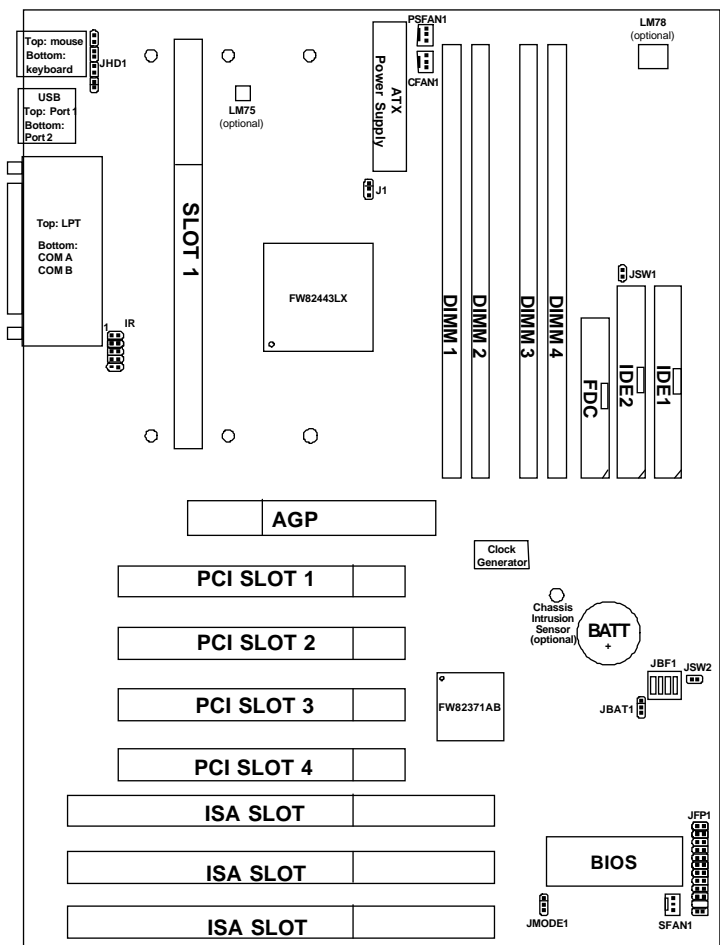 PSFAN1
LM78
(optional)
Top: mouse
Bottom:
keyboard
JHD1
CFAN1
ATX
Power Supply
USB
Top: Port 1
Bottom:
Port 2
LM75
(optional)
J1
Top: LPT
Bottom:
COM A
COM B
SLOT 1
JSW1
FW82443LX
1
IR
DIMM 1
DIMM 2
DIMM 3
DIMM 4
FDC
IDE2
IDE1
AGP
Clock
Generator
PCI SLOT 1
Chassis
Intrusion
Sensor
(optional)
BATT
+
PCI SLOT 2
JBF1
JSW2
PCI SLOT 3
FW82371AB
JBAT1
PCI SLOT 4
ISA SLOT
JFP1
ISA SLOT
BIOS
ISA SLOT
JMODE1
SFAN1